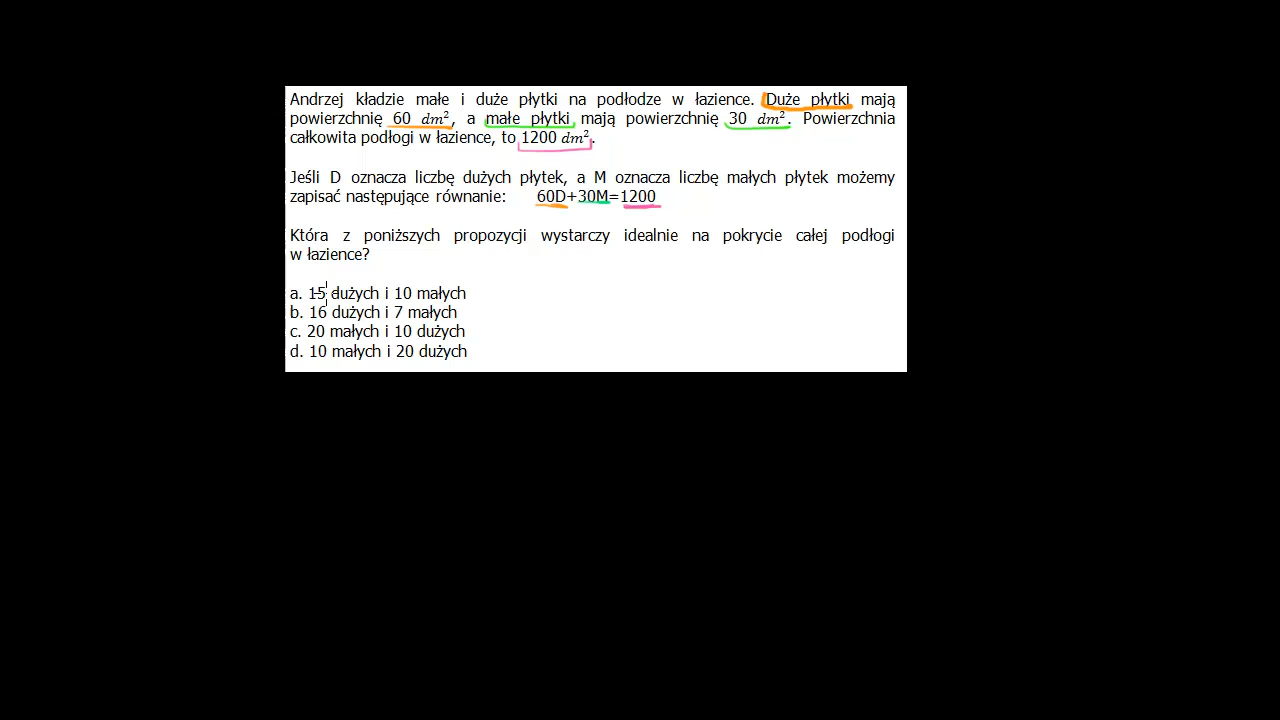 Andrzej kładzie małe i duże płytki na podłodze w łazience. Duże płytki mają
powierzchnię 60 dm², a małe płytki mają powierzchnię 30 dm². Powierzchnia
całkowita podłogi w łazience, to 1200 dm².
Jeśli D oznacza liczbę dużych płytek, a M oznacza liczbę małych płytek możemy
zapisać następujące równanie: 60D+30M=1200
Która z poniższych propozycji wystarczy idealnie na pokrycie całej podłogi
w łazience?
a. 15 dużych i 10 małych
b. 16 dużych i 7 małych
c. 20 małych i 10 dużych
d. 10 małych i 20 dużych